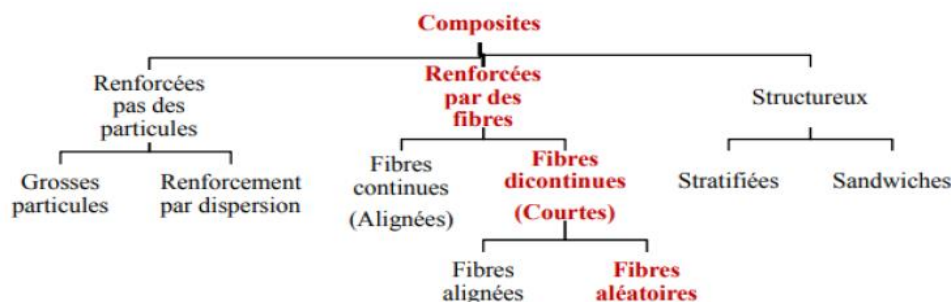 Composites
Renforcées
pas des
particules
Renforcées
par des
fibres
Structureux
Grosses
particules
Renforcement
par dispersion
Fibres
continues
(Alignées)
Fibres
dicontinues
(Courtes)
Stratifiées
Sandwiches
Fibres
alignées
Fibres
aléatoires